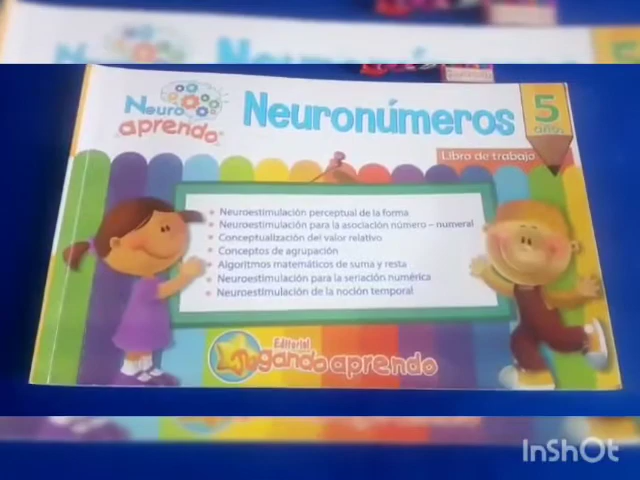 Neuro
aprendo
Neuronúmeros
5
años
Libro de trabajo
Neuroestimulación perceptual de la forma
Neuroestimulación para la asociación número – numeral
Conceptualización del valor relativo
Conceptos de agrupación
Algoritmos matemáticos de suma y resta
Neuroestimulación para la seriación numérica
Neuroestimulación de la noción temporal
Editorial
Jugando aprendo
InShOt